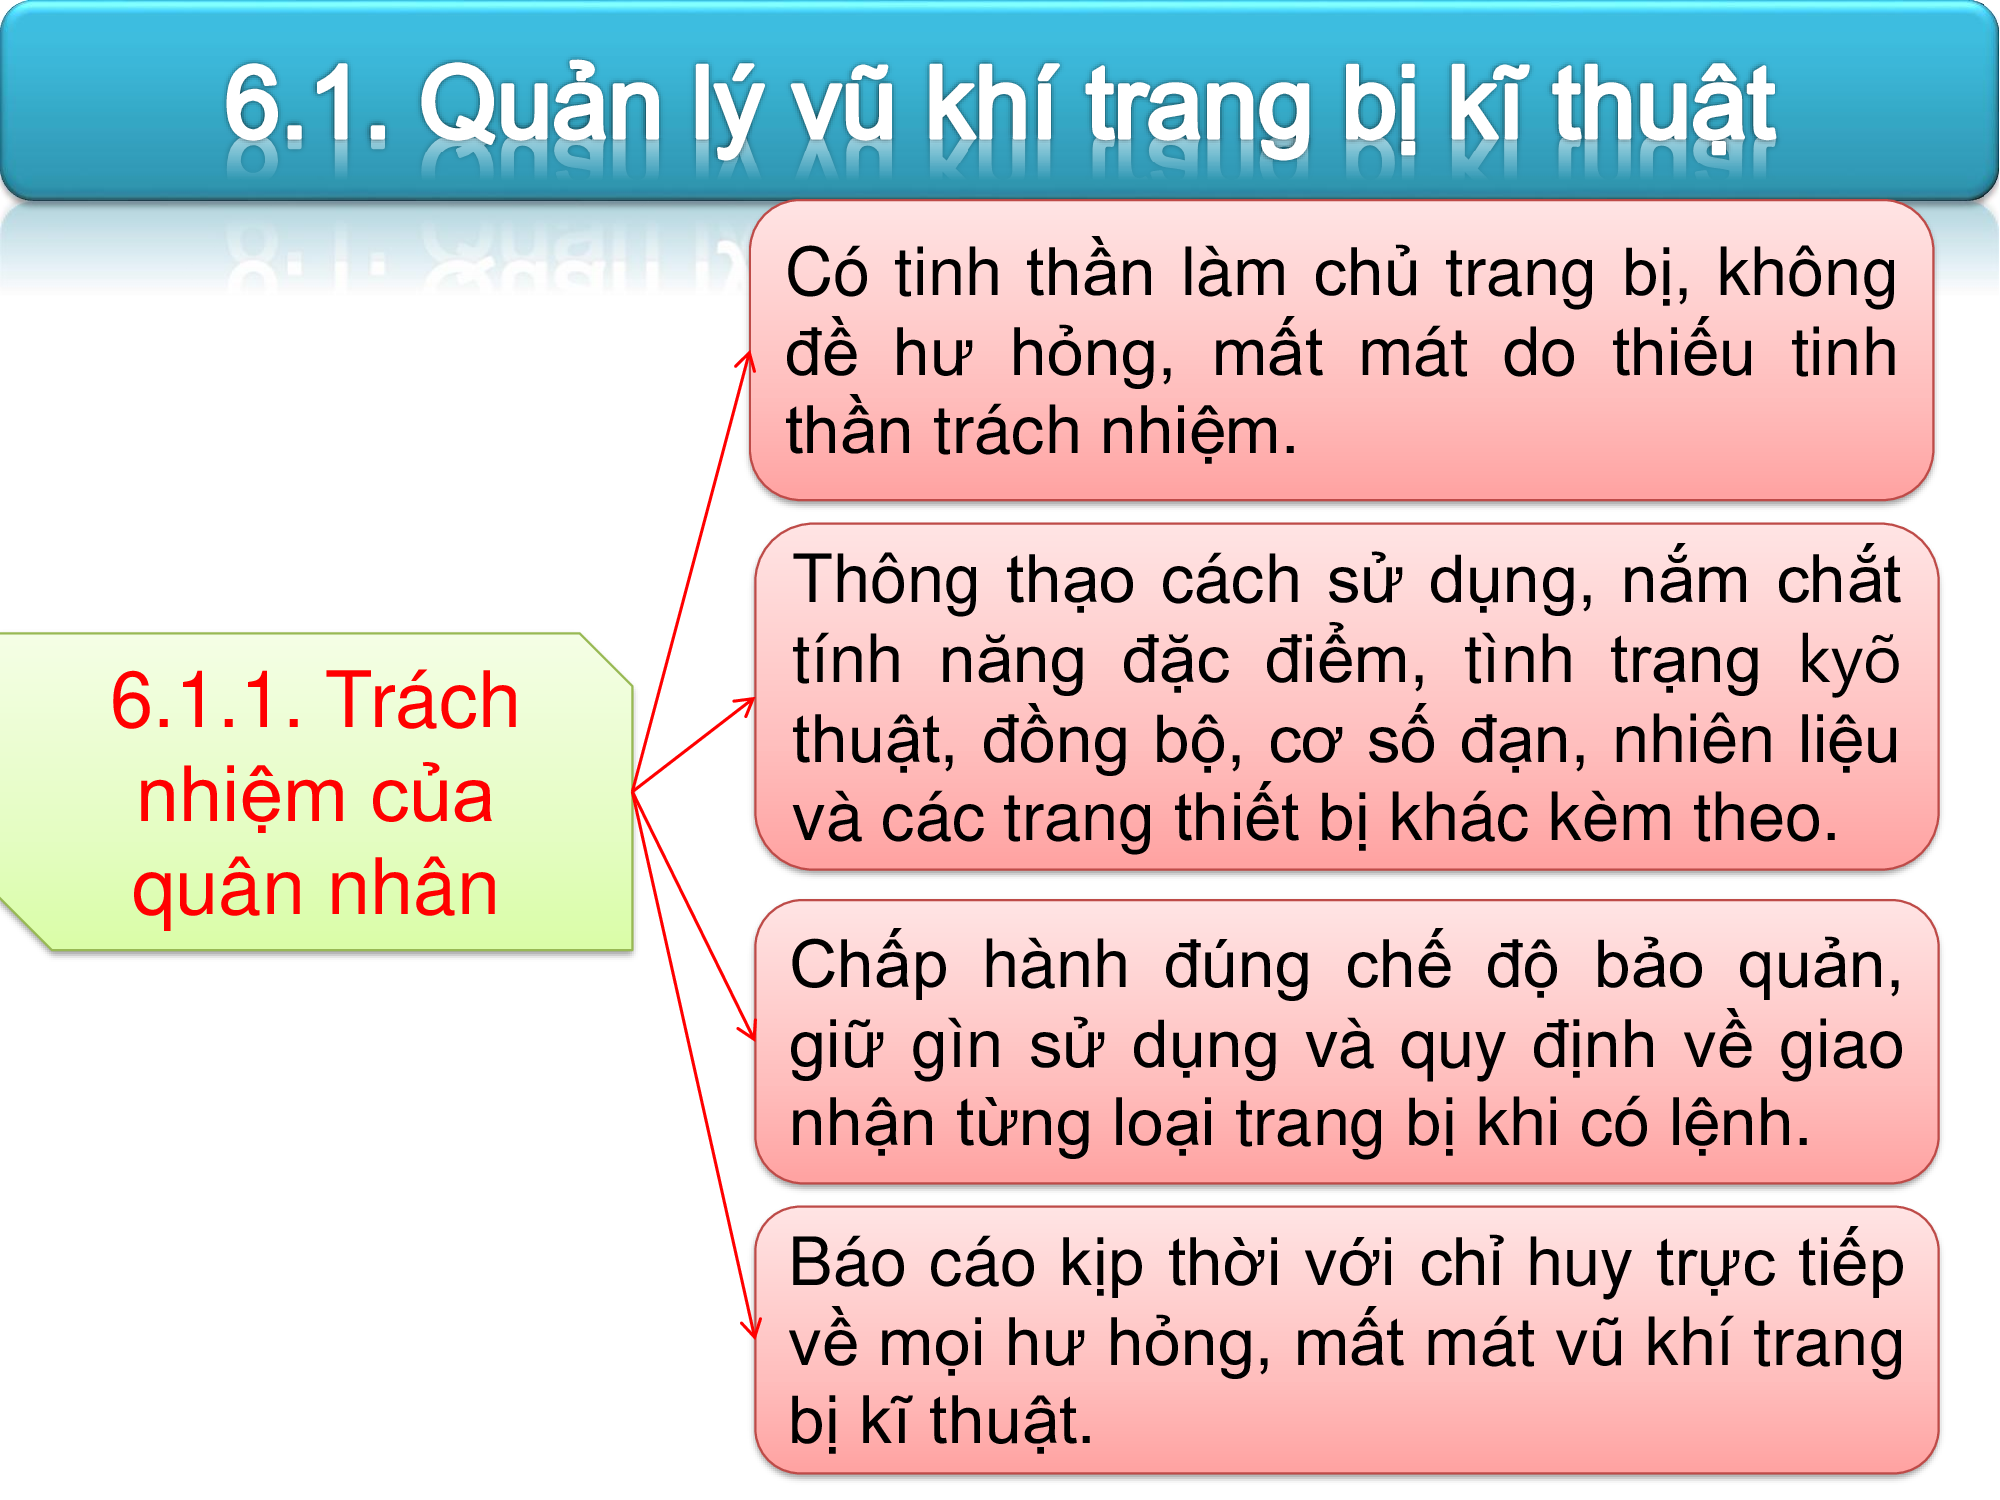 6.1. Quản lý vũ khí trang bị kĩ thuật
Có tinh thần làm chủ trang bị, không
đề hư hỏng, mất mát do thiếu tinh
thần trách nhiệm.
Thông thạo cách sử dụng, nắm chắt
tính năng đặc điểm, tình trạng kyõ
thuật, đồng bộ, cơ số đạn, nhiên liệu
và các trang thiết bị khác kèm theo.
6.1.1. Trách
nhiệm của
quân nhân
Chấp hành đúng chế độ bảo quản,
giữ gìn sử dụng và quy định về giao
nhận từng loại trang bị khi có lệnh.
Báo cáo kịp thời với chỉ huy trực tiếp
về mọi hư hỏng, mất mát vũ khí trang
bị kĩ thuật.